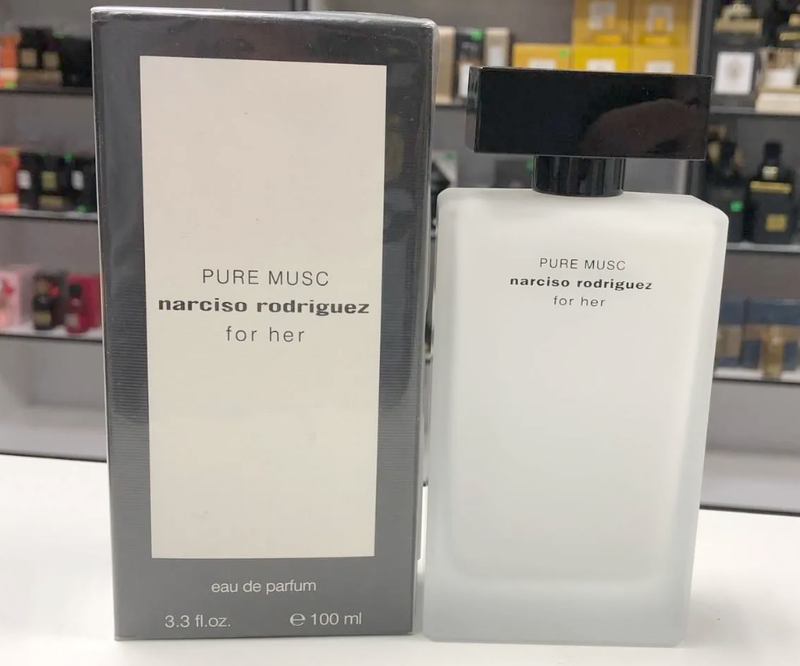 PURE MUSC
narciso rodriguez
for her
eau de parfum
3.3 fl.oz. ℮ 100 ml
PURE MUSC
narciso rodriguez
for her